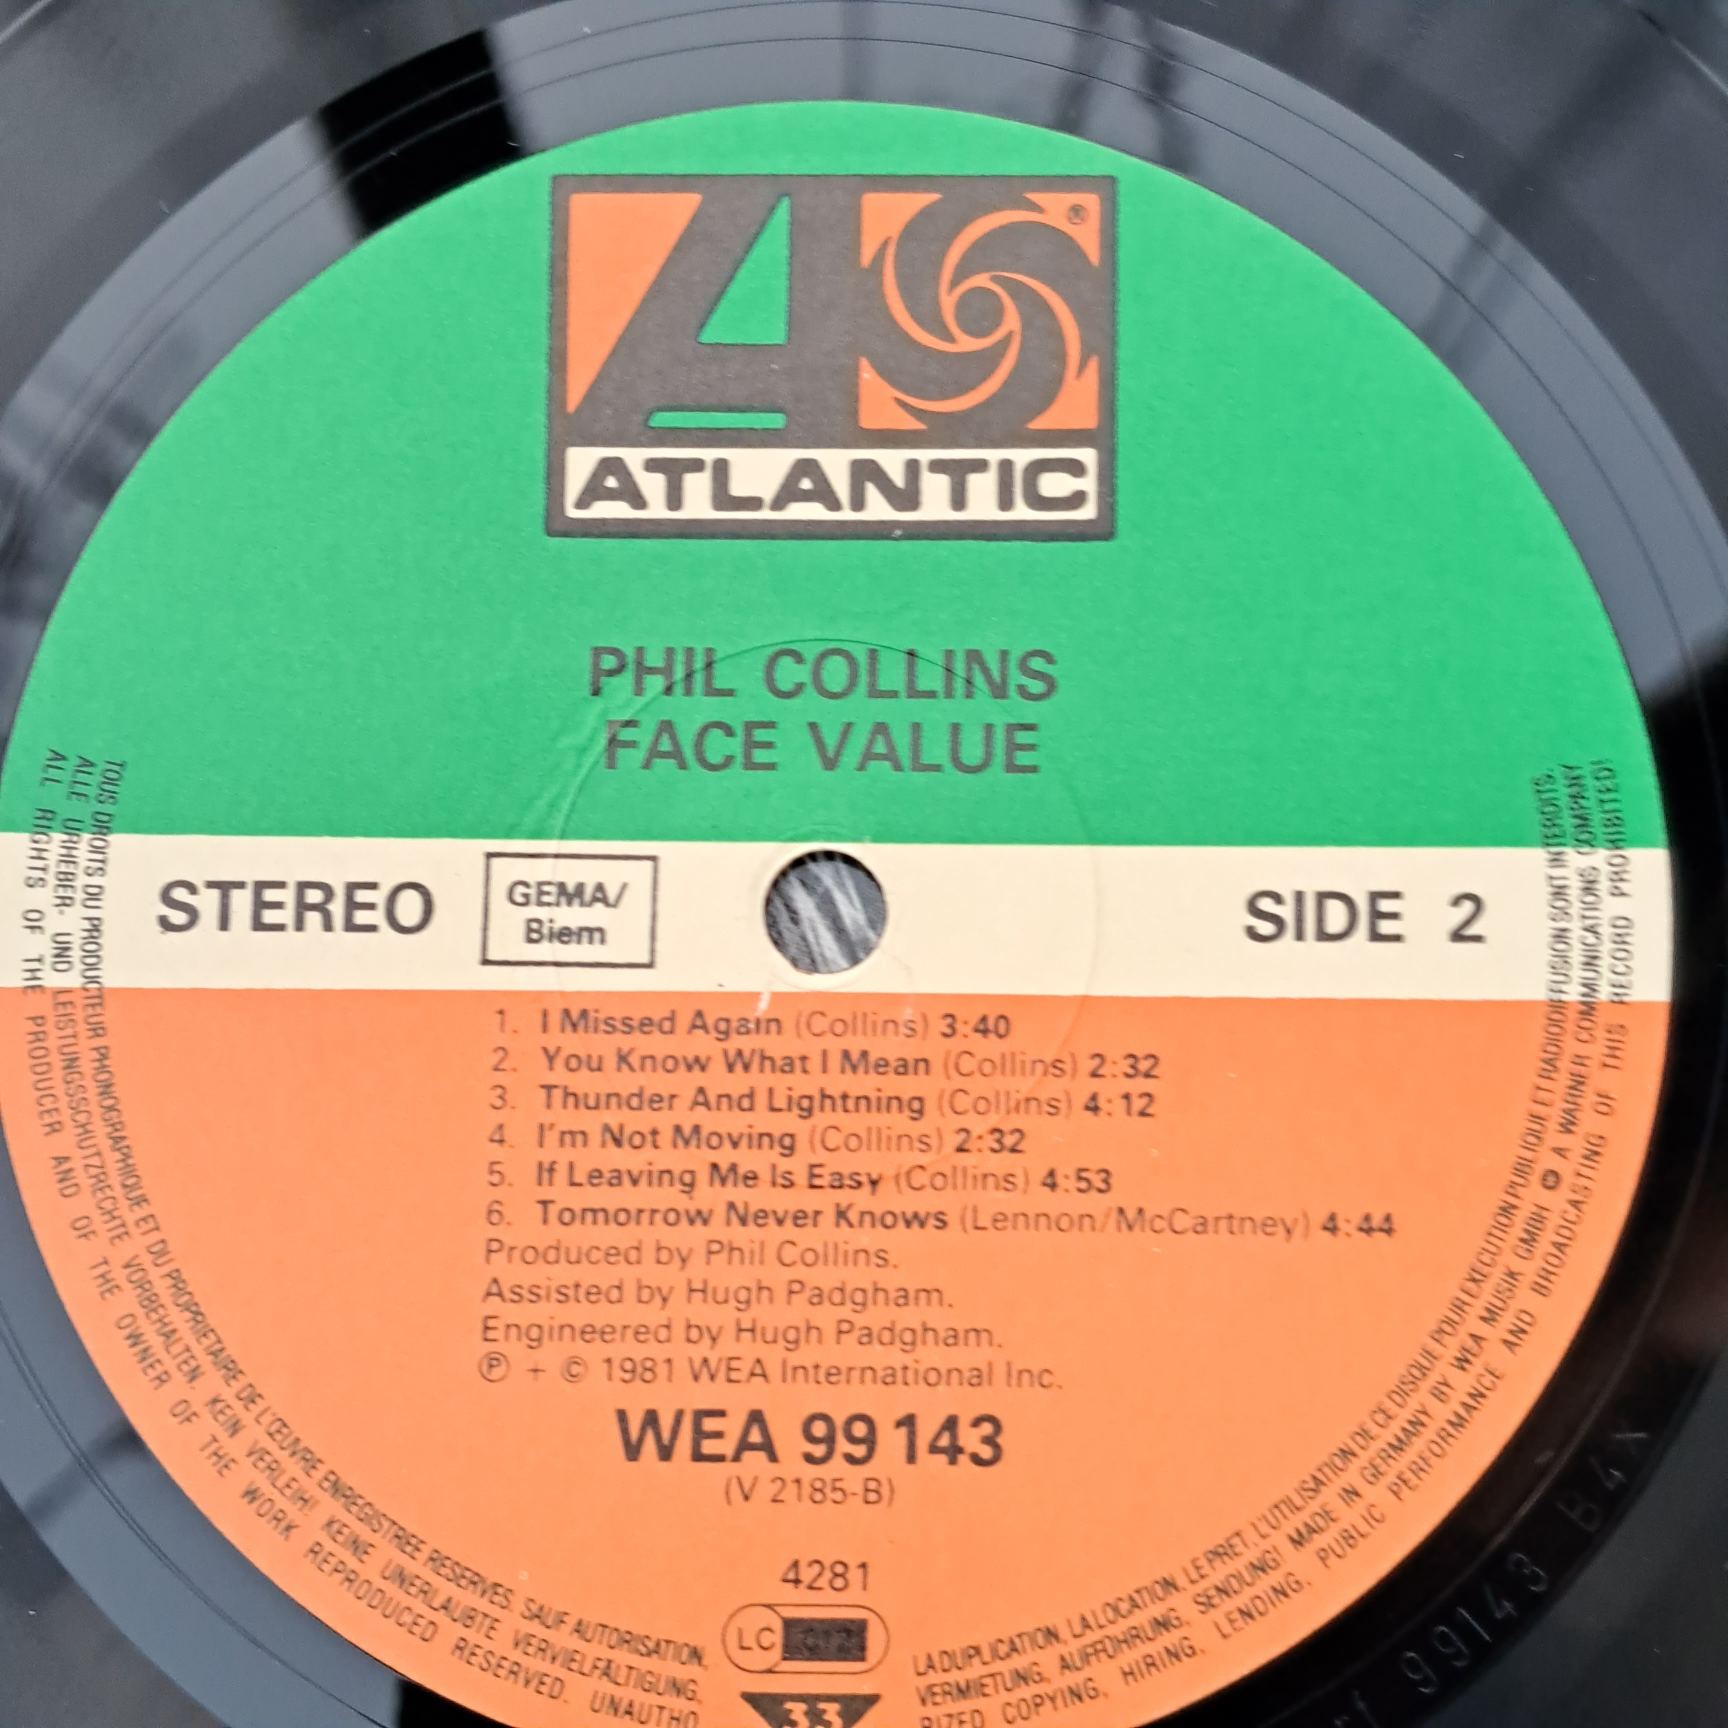 ®
ATLANTIC
PHIL COLLINS
FACE VALUE
STEREO
GEMA/
Biem
SIDE 2
1. I Missed Again (Collins) 3:40
2. You Know What I Mean (Collins) 2:32
3. Thunder And Lightning (Collins) 4:12
4. I'm Not Moving (Collins) 2:32
5. If Leaving Me Is Easy (Collins) 4:53
6. Tomorrow Never Knows (Lennon/McCartney) 4:44
Produced by Phil Collins.
Assisted by Hugh Padgham.
Engineered by Hugh Padgham.
℗ + © 1981 WEA International Inc.
WEA 99 143
(V 2185-B)
4281
LC
33
TOUS DROITS DU PRODUCTEUR PHONOGRAPHIQUE ET DU PROPRIETAIRE DE L'ŒUVRE ENREGISTREE RESERVES. SAUF AUTORISATION, LA DUPLICATION, LA LOCATION, LE PRET, L'UTILISATION DE CE DISQUE POUR EXECUTION PUBLIQUE ET RADIODIFFUSION SONT INTERDITS.
ALLE URHEBER- UND LEISTUNGSSCHUTZRECHTE VORBEHALTEN. KEIN VERLEIH! KEINE UNERLAUBTE VERVIELFÄLTIGUNG, VERMIETUNG, AUFFÜHRUNG, SENDUNG! MADE IN GERMANY BY WEA MUSIK GMBH A WARNER COMMUNICATIONS COMPANY
ALL RIGHTS OF THE PRODUCER AND OF THE OWNER OF THE WORK REPRODUCED RESERVED. UNAUTHORIZED COPYING, HIRING, LENDING, PUBLIC PERFORMANCE AND BROADCASTING OF THIS RECORD PROHIBITED!
99143 B4